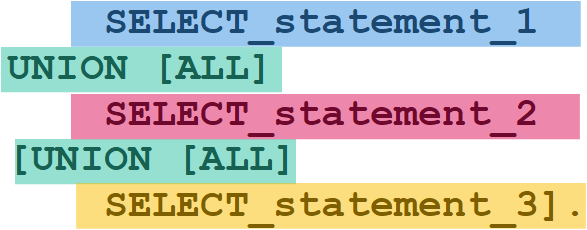 SELECT_statement_1
UNION [ALL]
SELECT_statement_2
[UNION [ALL]
SELECT_statement_3].